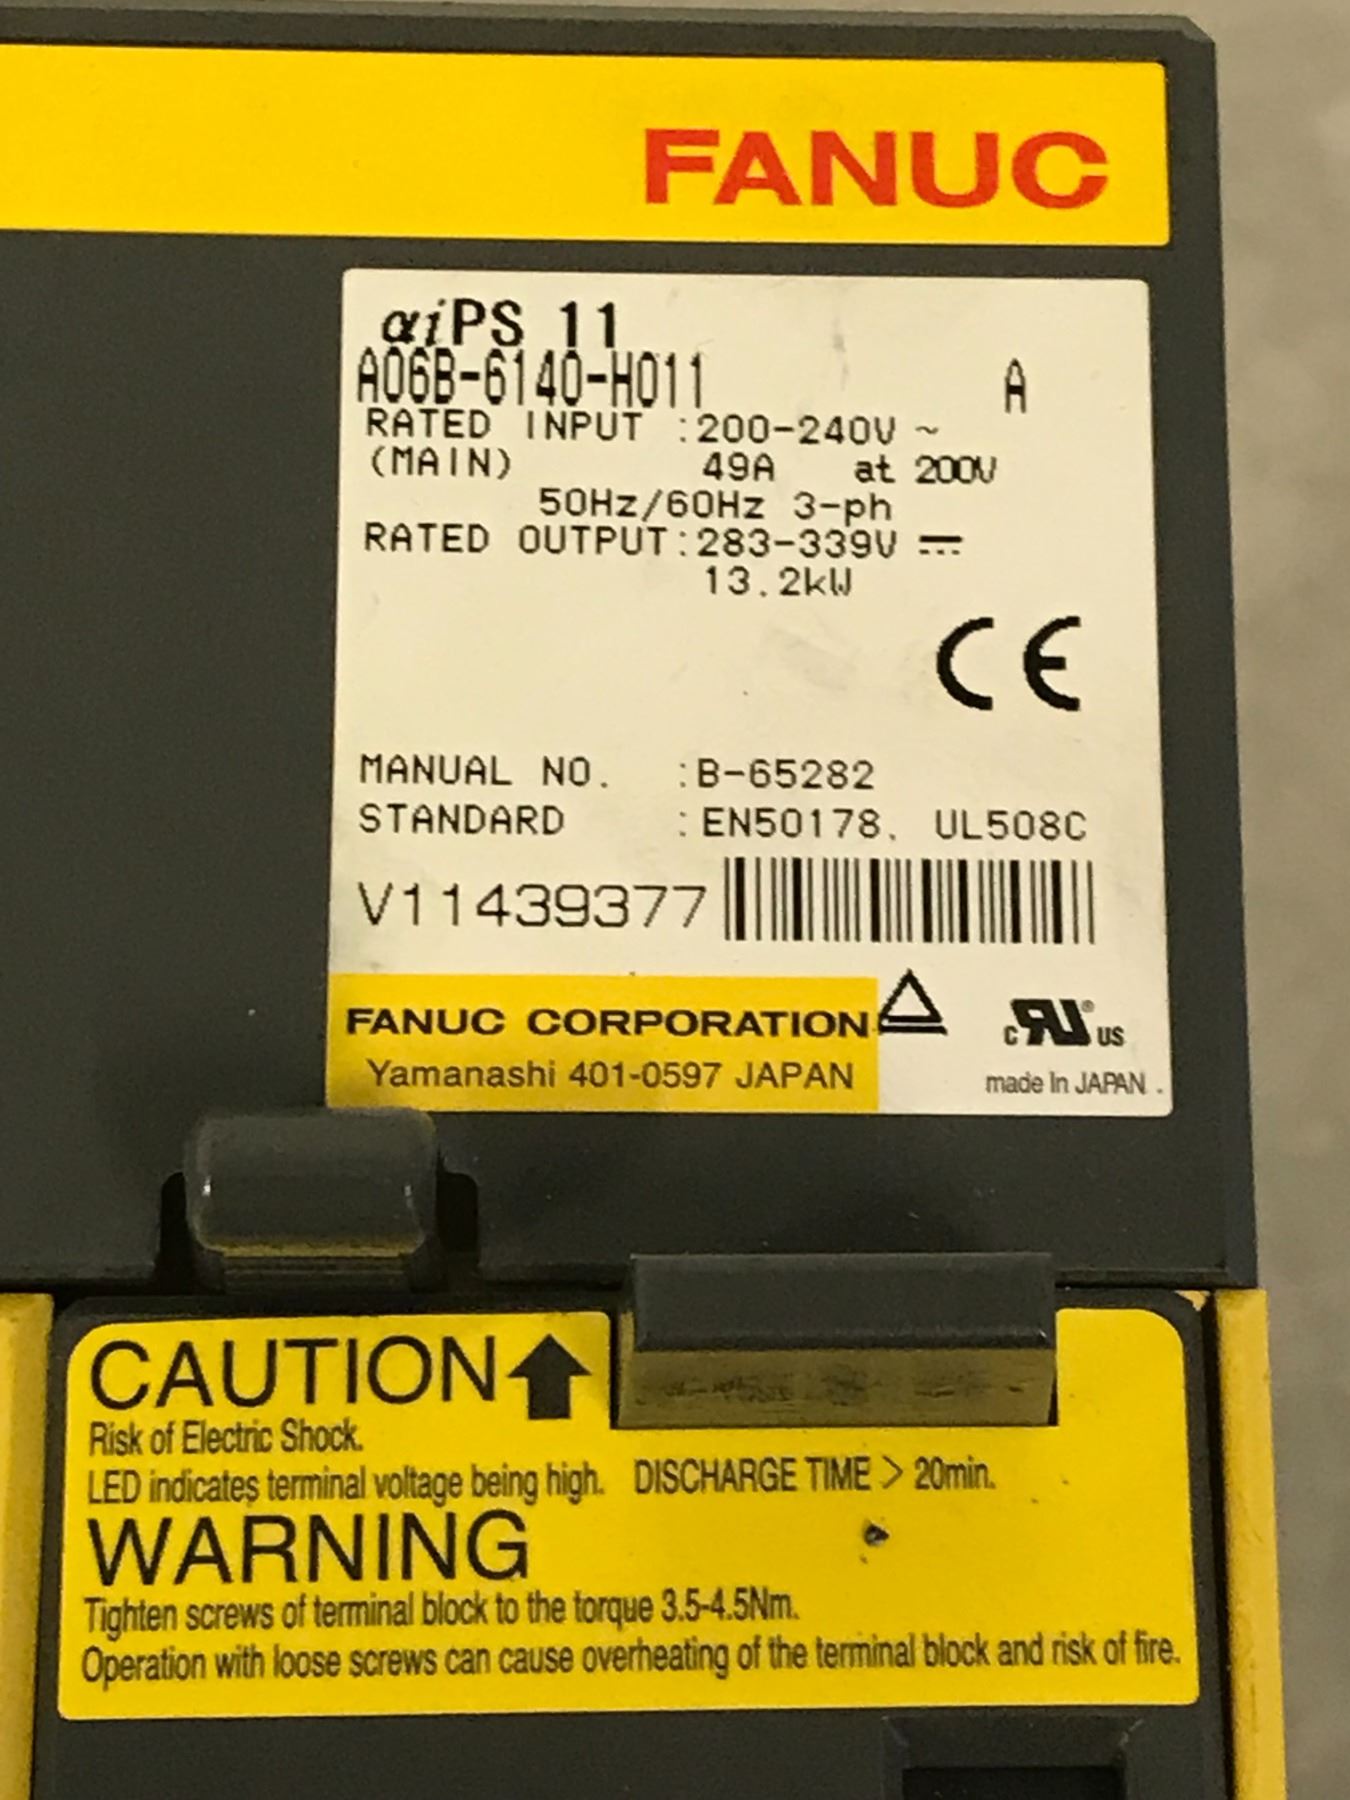 FANUC
αiPS 11
A06B-6140-H011 A
RATED INPUT :200-240V ~
(MAIN) 49A at 200V
50Hz/60Hz 3-ph
RATED OUTPUT:283-339V ⎓
13.2kW
CE
MANUAL NO. :B-65282
STANDARD :EN50178. UL508C
V11439377
FANUC CORPORATION
Yamanashi 401-0597 JAPAN
c RU ® US
made In JAPAN .
CAUTION
Risk of Electric Shock.
LED indicates terminal voltage being high. DISCHARGE TIME > 20min.
WARNING
Tighten screws of terminal block to the torque 3.5-4.5Nm.
Operation with loose screws can cause overheating of the terminal block and risk of fire.